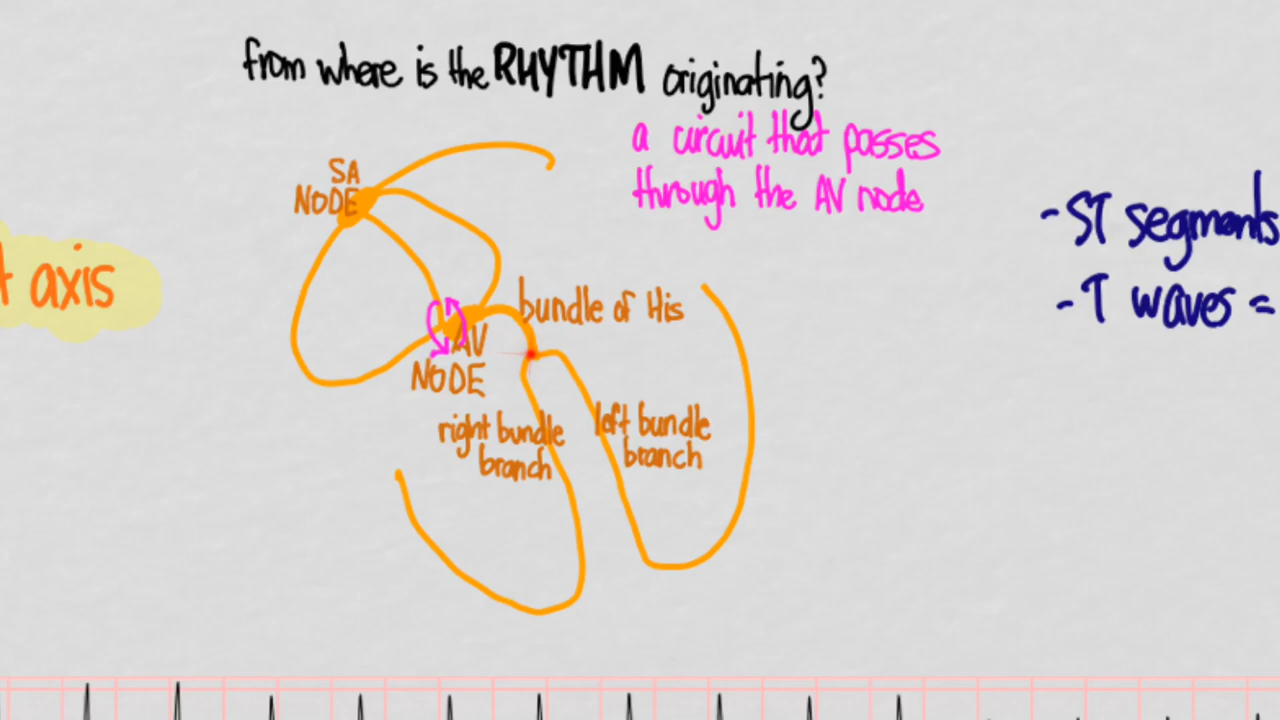 from where is the RHYTHM originating?
a circuit that passes
through the AV node
SA
NODE
axis
bundle of His
AV
NODE
right bundle
branch
left bundle
branch
-ST segments
-T waves =